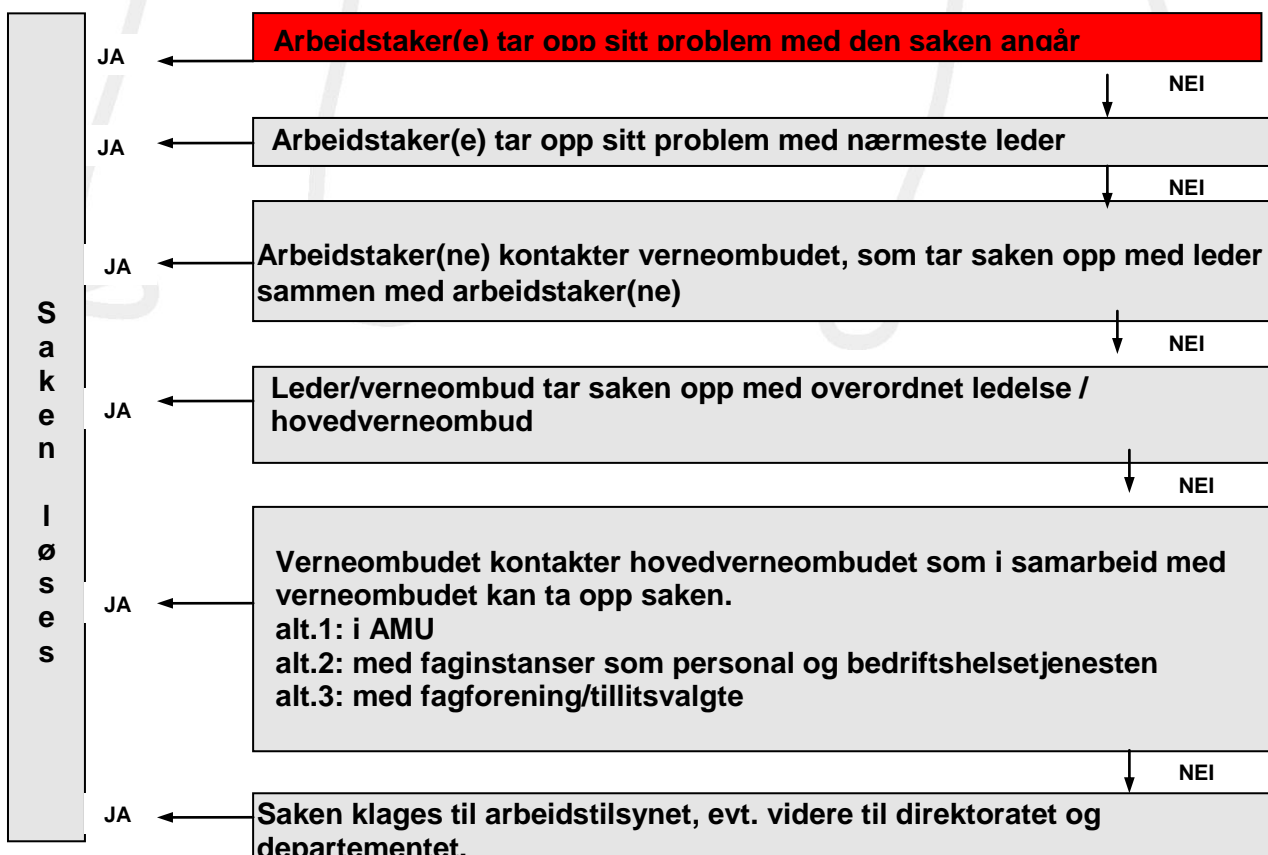 Arbeidstaker(e) tar opp sitt problem med den saken angår
JA
NEI
Arbeidstaker(e) tar opp sitt problem med nærmeste leder
JA
NEI
Arbeidstaker(ne) kontakter verneombudet, som tar saken opp med leder
sammen med arbeidstaker(ne)
JA
NEI
Leder/verneombud tar saken opp med overordnet ledelse /
hovedverneombud
JA
NEI
Verneombudet kontakter hovedverneombudet som i samarbeid med
verneombudet kan ta opp saken.
alt.1: i AMU
alt.2: med faginstanser som personal og bedriftshelsetjenesten
alt.3: med fagforening/tillitsvalgte
JA
NEI
Saken klages til arbeidstilsynet, evt. videre til direktoratet og
departementet.
JA
Saken løses